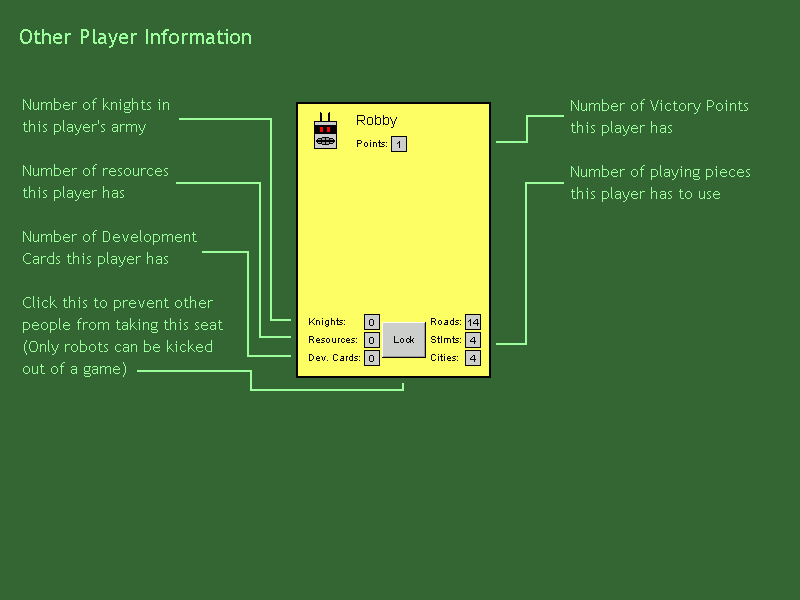 Other Player Information
Number of knights in
this player's army
Number of resources
this player has
Number of Development
Cards this player has
Click this to prevent other
people from taking this seat
(Only robots can be kicked
out of a game)
Robby
Points: 1
Knights: 0
Resources: 0
Dev. Cards: 0
Lock
Roads: 14
Stlmts: 4
Cities: 4
Number of Victory Points
this player has
Number of playing pieces
this player has to use